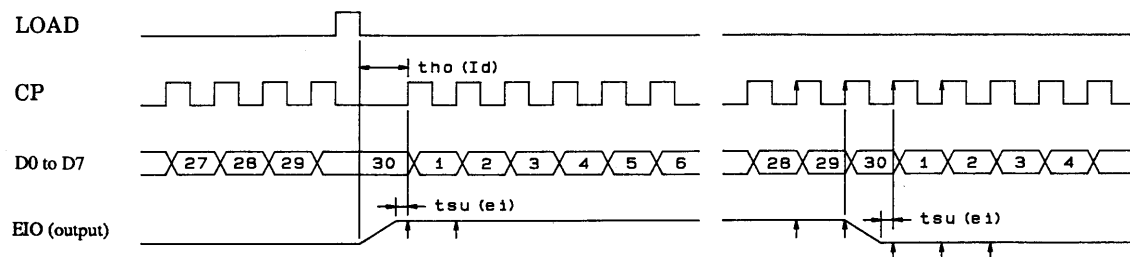 LOAD
tho (Id)
CP
D0 to D7
27 28 29 30 1 2 3 4 5 6 28 29 30 1 2 3 4
tsu (ei) tsu (ei)
EIO (output)